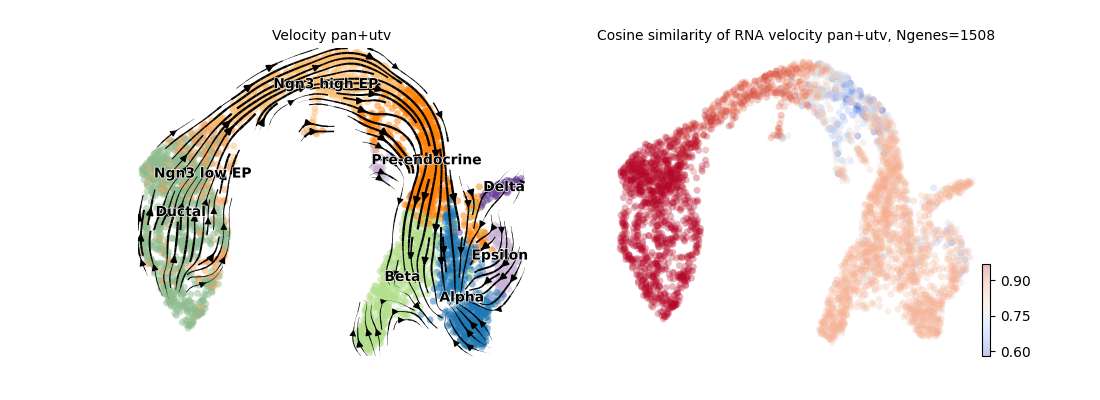 Velocity pan+utv
Cosine similarity of RNA velocity pan+utv, Ngenes=1508
Ngn3 high EP
Pre-endocrine
Ngn3 low EP
Delta
Ductal
Epsilon
Beta
Alpha
0.90
0.75
0.60